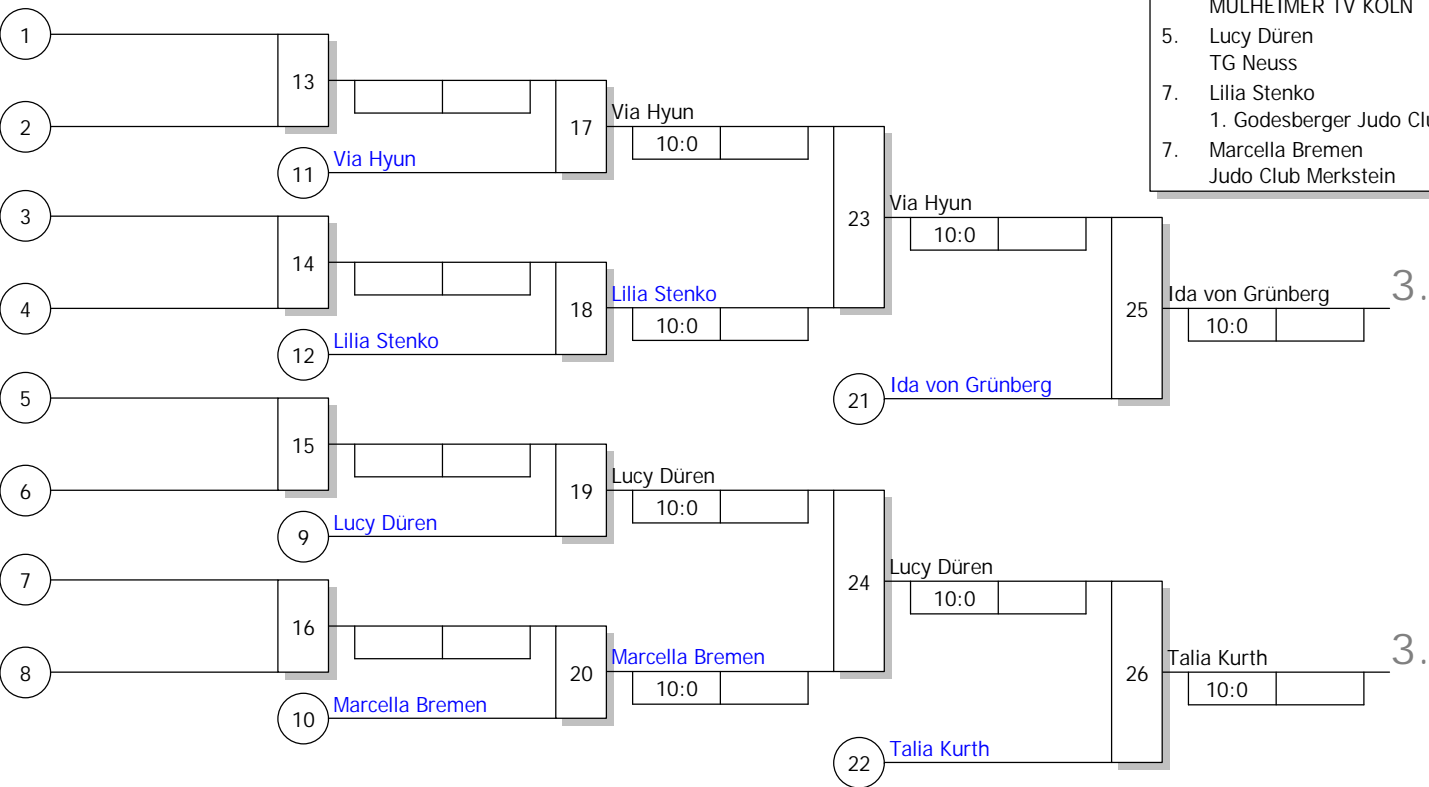 MÜLHEIMER TV KÖLN
5. Lucy Düren
TG Neuss
7. Lilia Stenko
1. Godesberger Judo Clu
7. Marcella Bremen
Judo Club Merkstein
1
2
13
11
Via Hyun
17
Via Hyun
10:0
3
4
14
12
Lilia Stenko
18
Lilia Stenko
10:0
23
Via Hyun
10:0
21
Ida von Grünberg
25
Ida von Grünberg
10:0
3.
5
6
15
9
Lucy Düren
19
Lucy Düren
10:0
7
8
16
10
Marcella Bremen
20
Marcella Bremen
10:0
24
Lucy Düren
10:0
22
Talia Kurth
26
Talia Kurth
10:0
3.